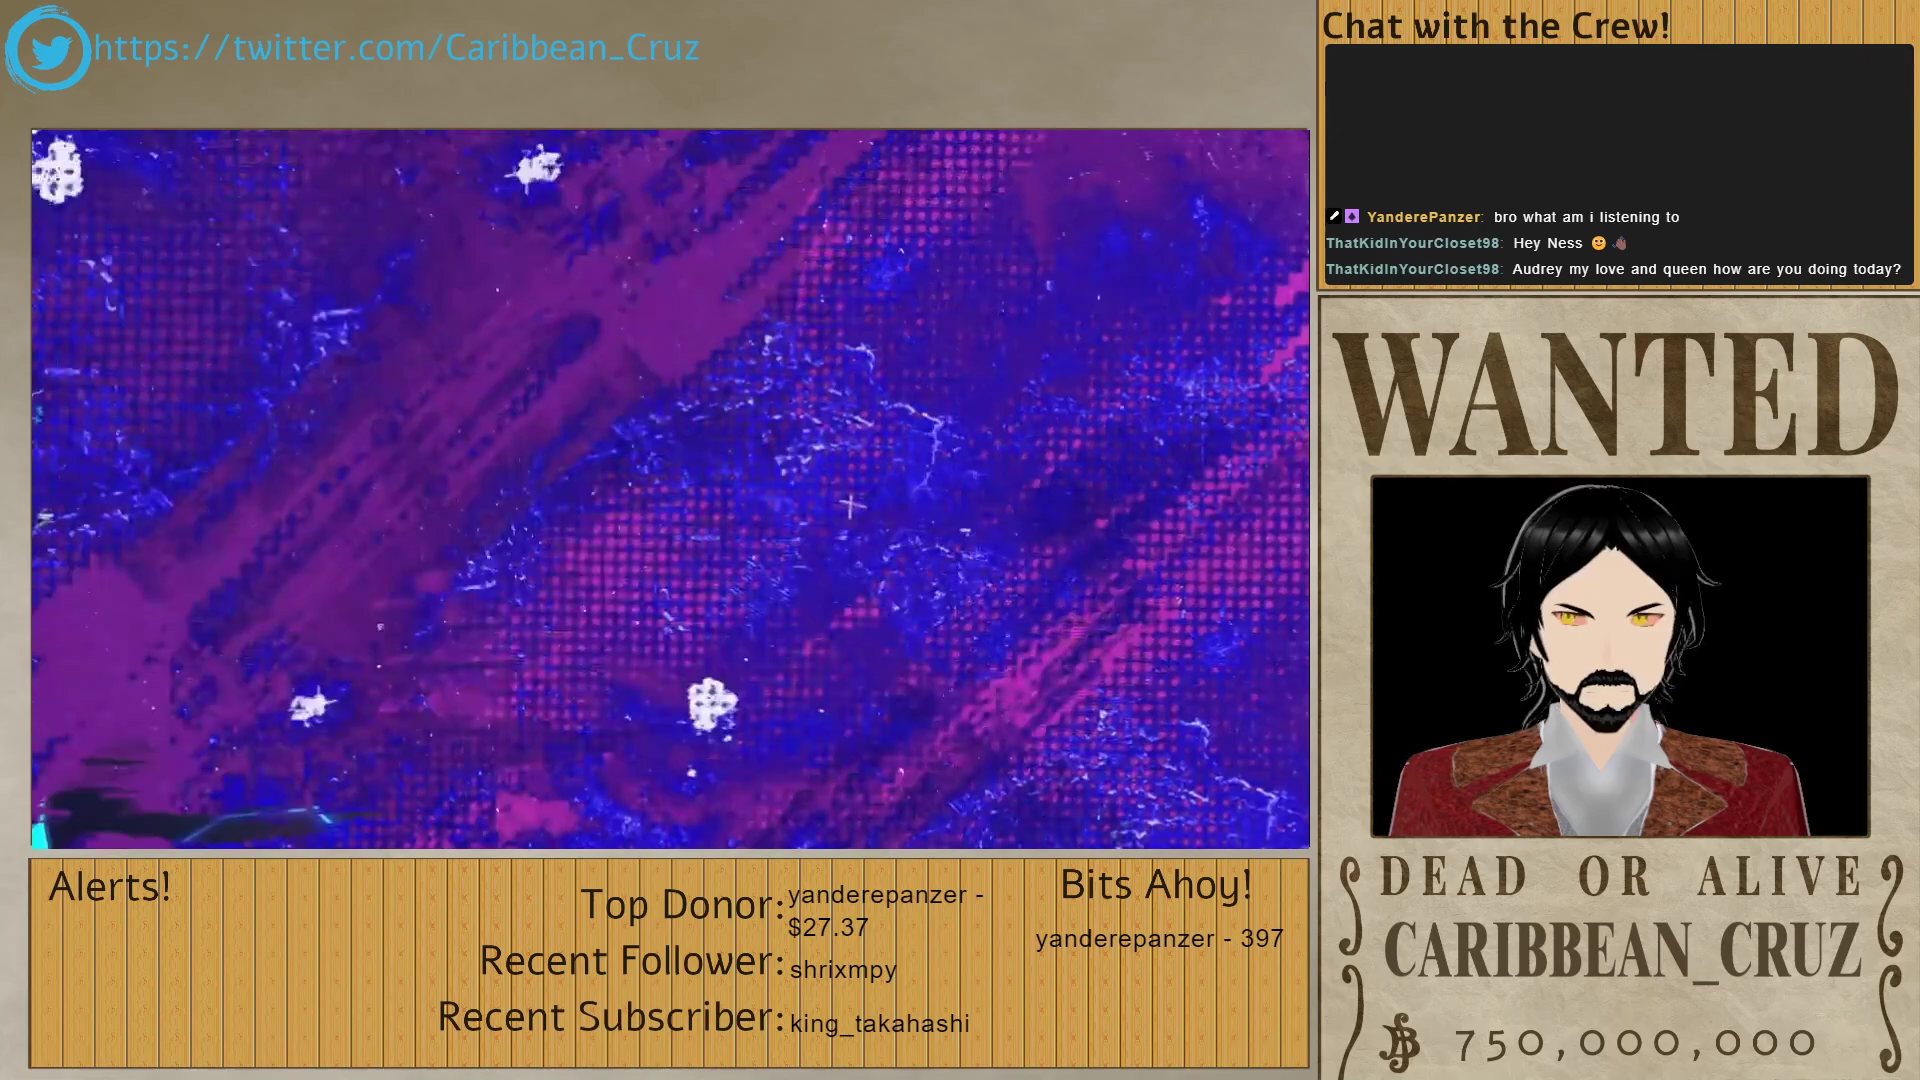 https://twitter.com/Caribbean_Cruz
Chat with the Crew!
YanderePanzer: bro what am i listening to
ThatKidInYourCloset98: Hey Ness
ThatKidInYourCloset98: Audrey my love and queen how are you doing today?
WANTED
DEAD OR ALIVE
CARIBBEAN_CRUZ
750,000,000
Alerts!
Top Donor: yanderepanzer -
$27.37
Recent Follower: shrixmpy
Recent Subscriber: king_takahashi
Bits Ahoy!
yanderepanzer - 397